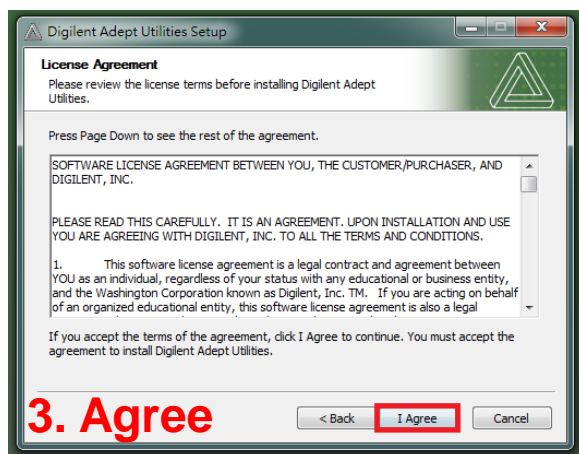 Digilent Adept Utilities Setup
License Agreement
Please review the license terms before installing Digilent Adept
Utilities.
Press Page Down to see the rest of the agreement.
SOFTWARE LICENSE AGREEMENT BETWEEN YOU, THE CUSTOMER/PURCHASER, AND
DIGILENT, INC.
PLEASE READ THIS CAREFULLY. IT IS AN AGREEMENT. UPON INSTALLATION AND USE
YOU ARE AGREEING WITH DIGILENT, INC. TO ALL THE TERMS AND CONDITIONS.
1. This software license agreement is a legal contract and agreement between
YOU as an individual, regardless of your status with any educational or business entity,
and the Washington Corporation known as Digilent, Inc. TM. If you are acting on behalf
of an organized educational entity, this software license agreement is also a legal
If you accept the terms of the agreement, click I Agree to continue. You must accept the
agreement to install Digilent Adept Utilities.
3. Agree
< Back I Agree Cancel